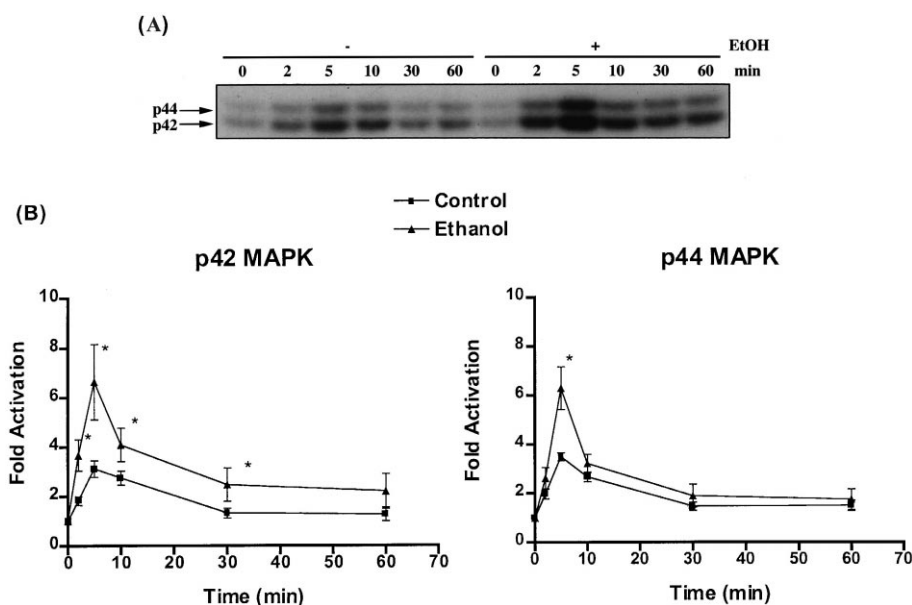 (A)
- + EtOH
0 2 5 10 30 60 0 2 5 10 30 60 min
p44
p42
(B)
Control
Ethanol
p42 MAPK
Fold Activation
10
8
6
4
2
0
*
*
*
*
0 10 20 30 40 50 60 70
Time (min)
p44 MAPK
Fold Activation
10
8
6
4
2
0
*
0 10 20 30 40 50 60 70
Time (min)